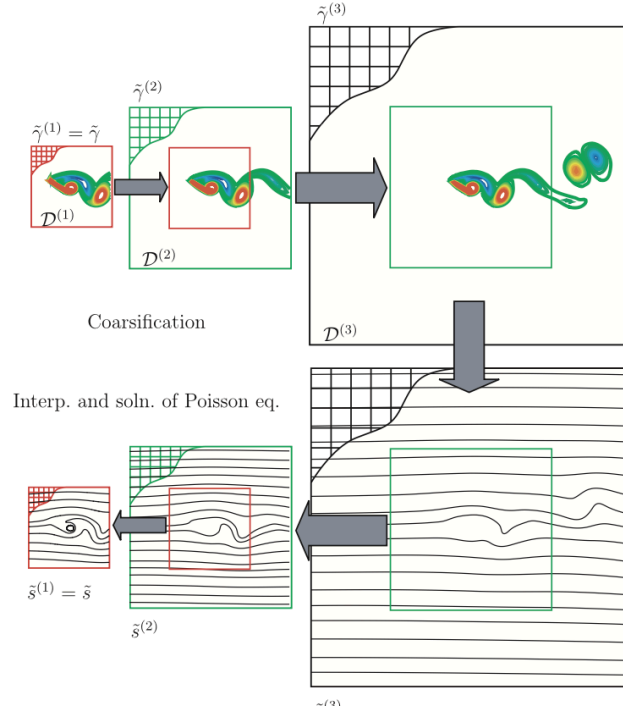 γ̃⁽³⁾
γ̃⁽²⁾
γ̃⁽¹⁾ = γ̃
𝒟⁽¹⁾
𝒟⁽²⁾
𝒟⁽³⁾
Coarsification
Interp. and soln. of Poisson eq.
s̃⁽¹⁾ = s̃
s̃⁽²⁾